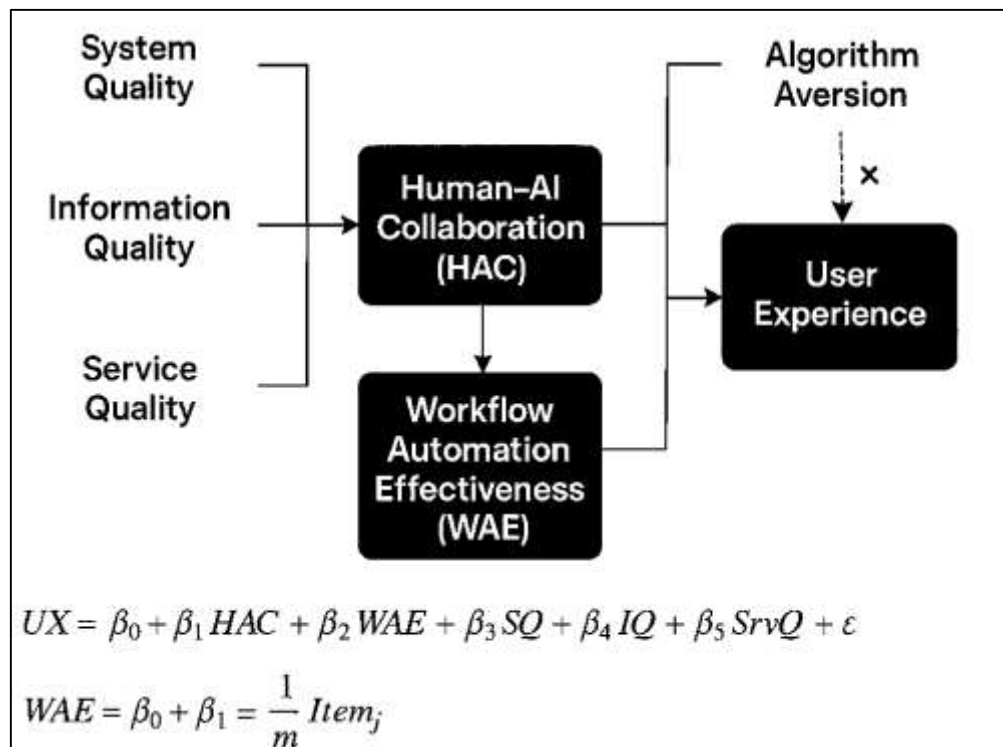 System
Quality
Information
Quality
Service
Quality
Human–AI
Collaboration
(HAC)
Workflow
Automation
Effectiveness
(WAE)
Algorithm
Aversion
×
User
Experience
UX = β₀ + β₁ HAC + β₂ WAE + β₃ SQ + β₄ IQ + β₅ SrvQ + ε
WAE = β₀ + β₁ = 1/m Itemⱼ